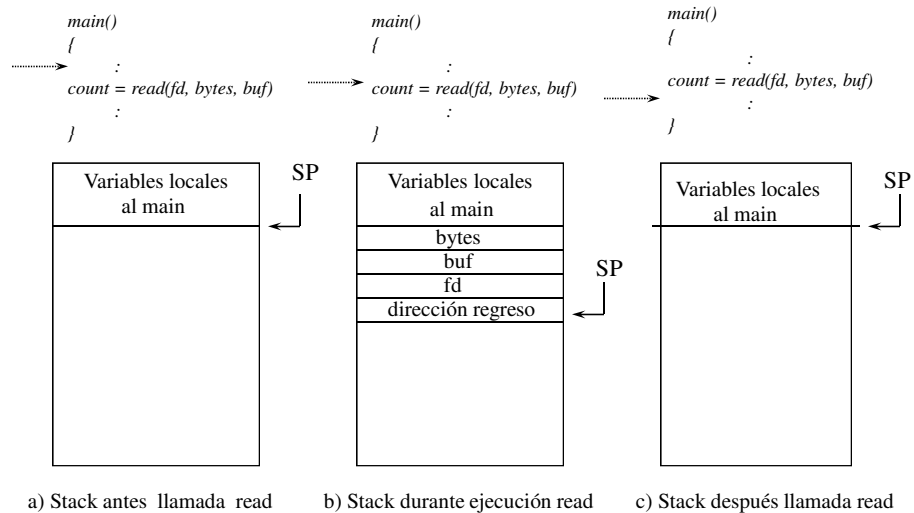 main()
{
:
count = read(fd, bytes, buf)
:
}
Variables locales
al main
SP
a) Stack antes llamada read
main()
{
:
count = read(fd, bytes, buf)
:
}
Variables locales
al main
bytes
buf
fd
dirección regreso
SP
b) Stack durante ejecución read
main()
{
:
count = read(fd, bytes, buf)
:
}
Variables locales
al main
SP
c) Stack después llamada read